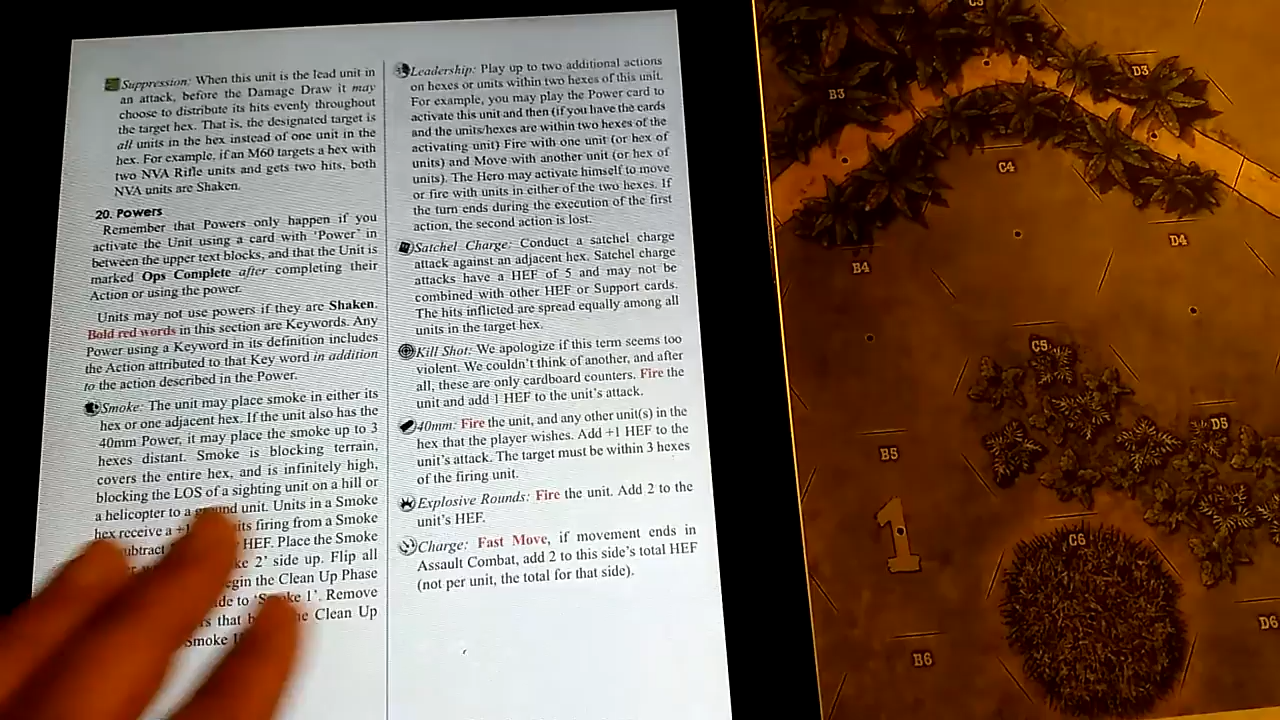 Suppression: When this unit is the lead unit in
an attack, before the Damage Draw it may
choose to distribute its hits evenly throughout
the target hex. That is, the designated target is
all units in the hex instead of one unit in the
hex. For example, if an M60 targets a hex with
two NVA Rifle units and gets two hits, both
NVA units are Shaken.
20. Powers
Remember that Powers only happen if you
activate the Unit using a card with 'Power' in
between the upper text blocks, and that the Unit is
marked Ops Complete after completing their
Action or using the power.
Units may not use powers if they are Shaken.
Bold red words in this section are Keywords. Any
Power using a Keyword in its definition includes
the Action attributed to that Key word in addition
to the action described in the Power.
Smoke: The unit may place smoke in either its
hex or one adjacent hex. If the unit also has the
40mm Power, it may place the smoke up to 3
hexes distant. Smoke is blocking terrain,
covers the entire hex, and is infinitely high,
blocking the LOS of a sighting unit on a hill or
a helicopter to a ground unit. Units in a Smoke
hex receive a +1 firing from a Smoke
HEF. Place the Smoke
2' side up. Flip all
the Clean Up Phase
to 'Smoke 1'. Remove
that Clean Up
Smoke
Leadership: Play up to two additional actions
on hexes or units within two hexes of this unit.
For example, you may play the Power card to
activate this unit and then (if you have the cards
and the units/hexes are within two hexes of the
activating unit) Fire with one unit (or hex of
units) and Move with another unit (or hex of
units). The Hero may activate himself to move
or fire with units in either of the two hexes. If
the turn ends during the execution of the first
action, the second action is lost.
Satchel Charge: Conduct a satchel charge
attack against an adjacent hex. Satchel charge
attacks have a HEF of 5 and may not be
combined with other HEF or Support cards.
The hits inflicted are spread equally among all
units in the target hex.
Kill Shot: We apologize if this term seems too
violent. We couldn't think of another, and after
all, these are only cardboard counters. Fire the
unit and add 1 HEF to the unit's attack.
40mm: Fire the unit, and any other unit(s) in the
hex that the player wishes. Add +1 HEF to the
unit's attack. The target must be within 3 hexes
of the firing unit.
Explosive Rounds: Fire the unit. Add 2 to the
unit's HEF.
Charge: Fast Move, if movement ends in
Assault Combat, add 2 to this side's total HEF
(not per unit, the total for that side).
C3
D3
B3
C4
D4
B4
C5
D5
B5
1
C6
D6
B6